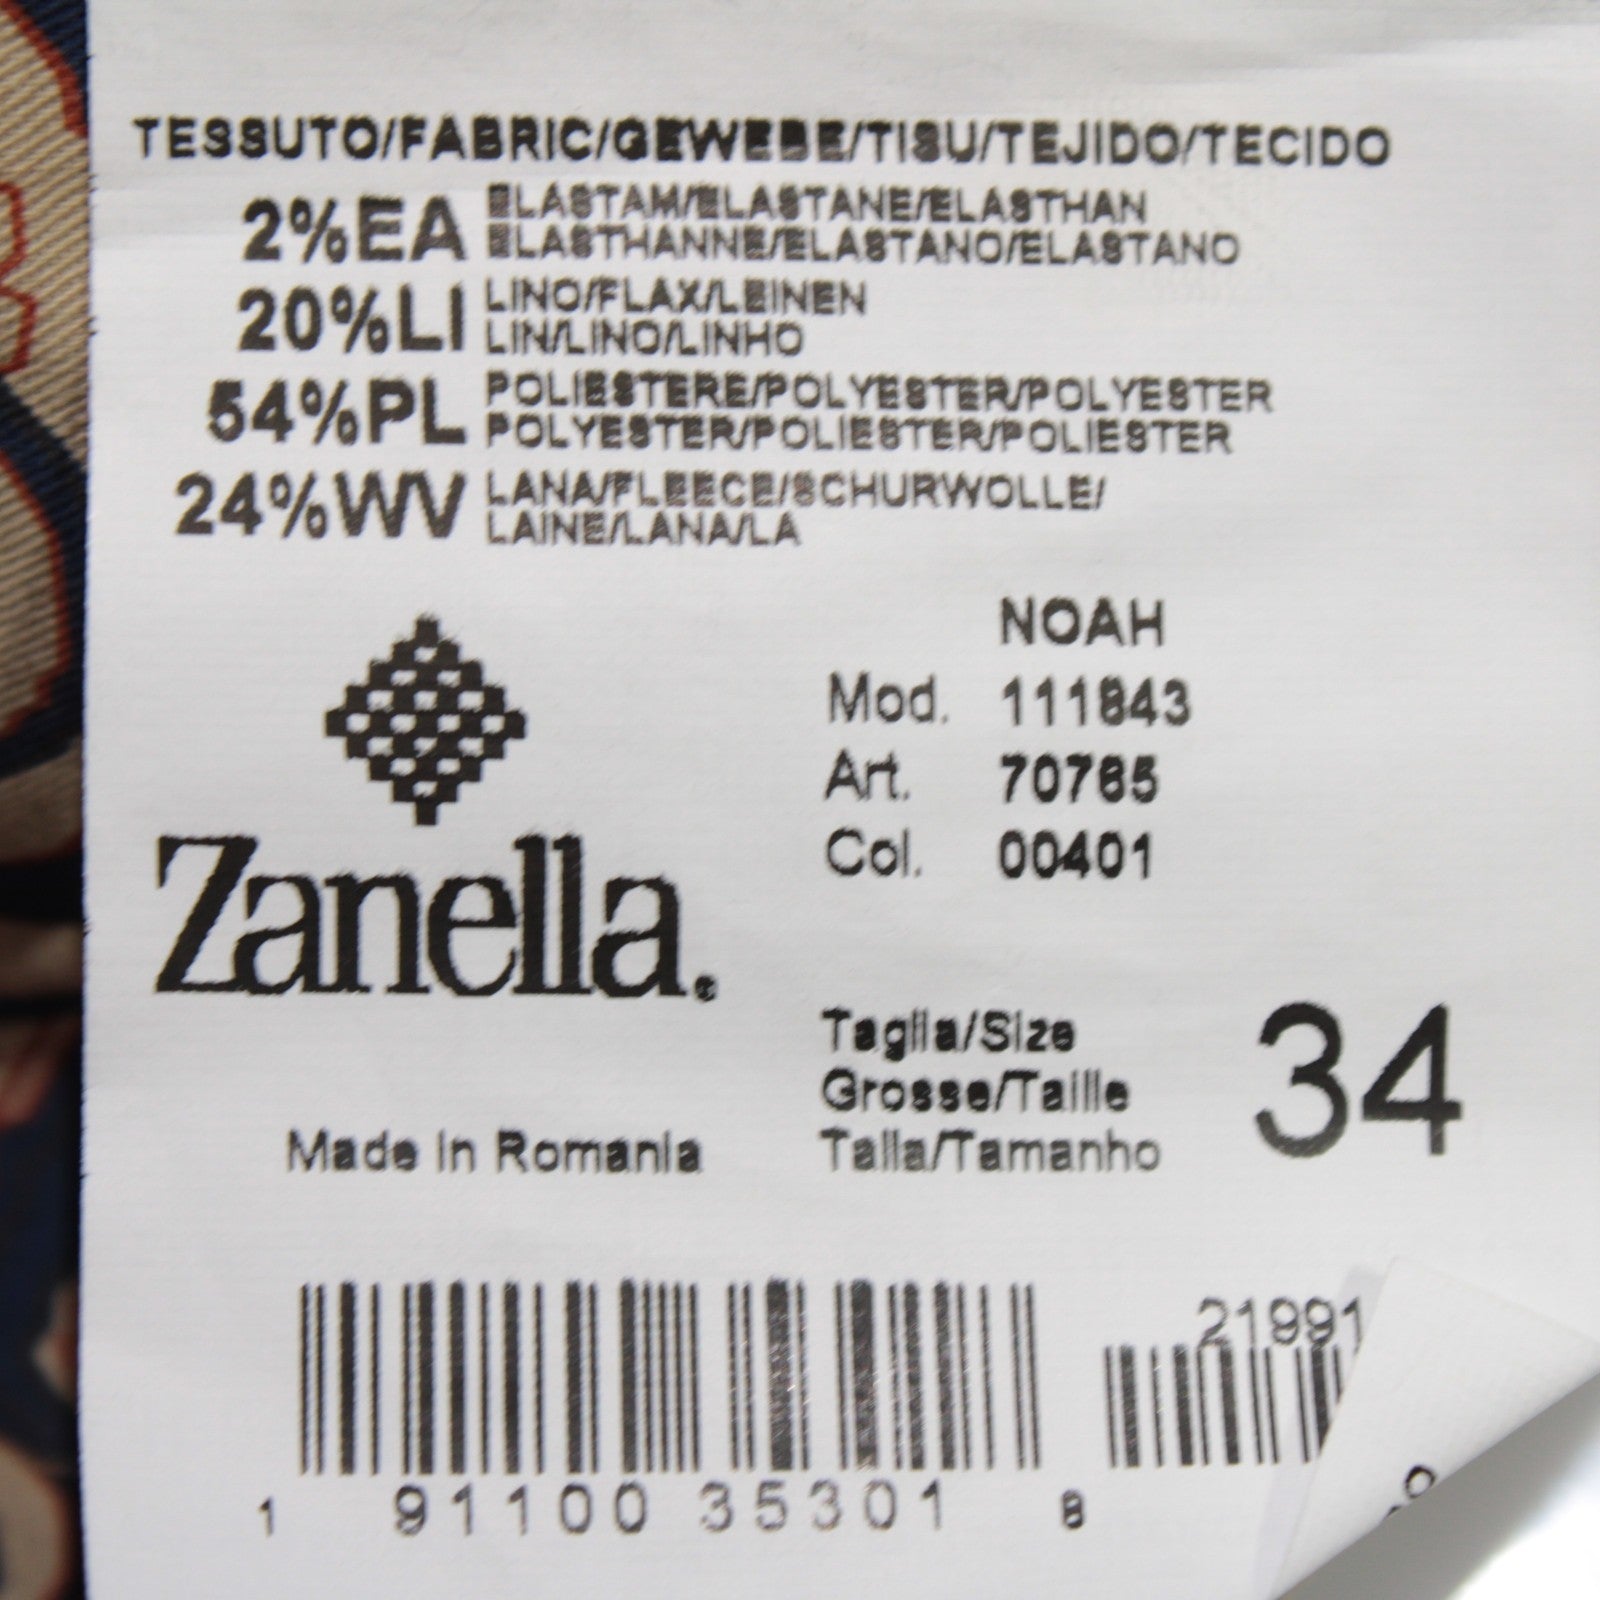 TESSUTO/FABRIC/GEWEBE/TISU/TEJIDO/TECIDO
2%EA ELASTAM/ELASTANE/ELASTHAN
ELASTHANNE/ELASTANO/ELASTANO
20%LI LINO/FLAX/LEINEN
LIN/LINO/LINHO
54%PL POLIESTERE/POLYESTER/POLYESTER
POLYESTER/POLIESTER/POLIESTER
24%WV LANA/FLEECE/SCHURWOLLE/
LAINE/LANA/LA
NOAH
Mod. 111843
Art. 70765
Col. 00401
Zanella.
Taglia/Size
Grosse/Taille
Talla/Tamanho
34
Made in Romania
21991
1 91100 35301 8